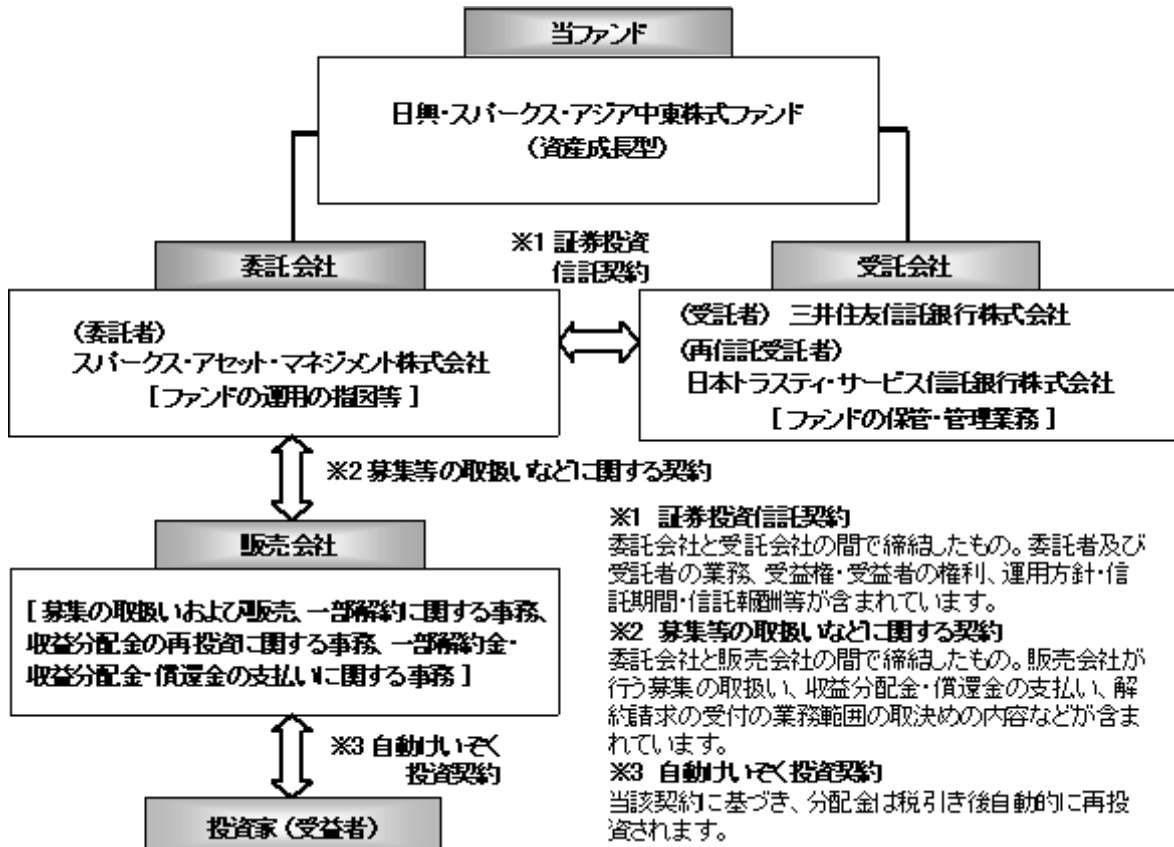 当ファンド
日興・スパークス・アジア中東株式ファンド
（資産成長型）
委託会社
※1 証券投資
信託契約
受託会社
（委託者）
スパークス・アセット・マネジメント株式会社
［ファンドの運用の指図等］
（受託者） 三井住友信託銀行株式会社
（再信託受託者）
日本トラスティ・サービス信託銀行株式会社
［ファンドの保管・管理業務］
※2 募集等の取扱いなどに関する契約
販売会社
［募集の取扱いおよび販売、一部解約に関する事務、
収益分配金の再投資に関する事務、一部解約金・
収益分配金・償還金の支払いに関する事務］
※3 自動けいぞく
投資契約
投資家（受益者）
※1 証券投資信託契約
委託会社と受託会社の間で締結したもの。委託者及び
受託者の業務、受益権・受益者の権利、運用方針・信
託期間・信託報酬等が含まれています。
※2 募集等の取扱いなどに関する契約
委託会社と販売会社の間で締結したもの。販売会社が
行う募集の取扱い、収益分配金・償還金の支払い、解
約請求の受付の業務範囲の取決めの内容などが含ま
れています。
※3 自動けいぞく投資契約
当該契約に基づき、分配金は税引き後自動的に再投
資されます。